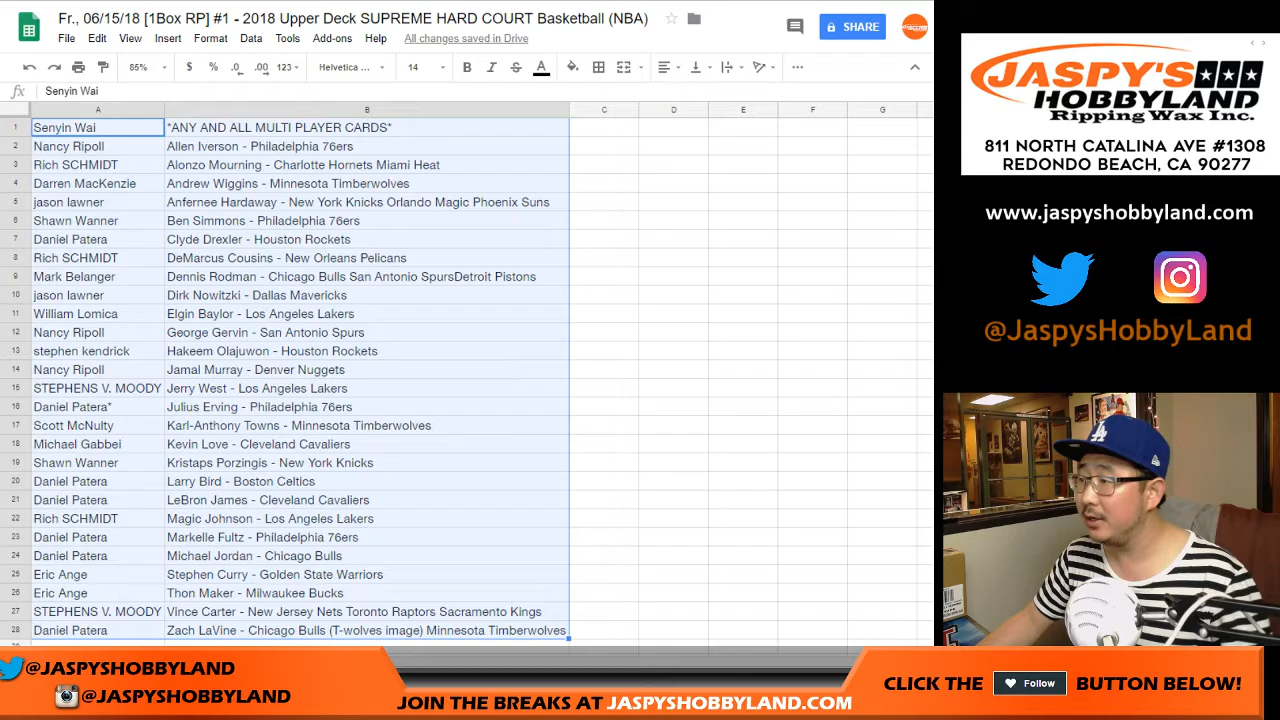 Fr., 06/15/18 [1Box RP] #1 - 2018 Upper Deck SUPREME HARD COURT Basketball (NBA)
SHARE
File Edit View Insert Format Data Tools Add-ons Help All changes saved in Drive
85% $ % .0 .00 123 Helvetica ... 14 B I S A
fx Senyin Wai
A B C D E F G
1 Senyin Wai *ANY AND ALL MULTI PLAYER CARDS*
2 Nancy Ripoll Allen Iverson - Philadelphia 76ers
3 Rich SCHMIDT Alonzo Mourning - Charlotte Hornets Miami Heat
4 Darren MacKenzie Andrew Wiggins - Minnesota Timberwolves
5 jason lawner Anfernee Hardaway - New York Knicks Orlando Magic Phoenix Suns
6 Shawn Wanner Ben Simmons - Philadelphia 76ers
7 Daniel Patera Clyde Drexler - Houston Rockets
8 Rich SCHMIDT DeMarcus Cousins - New Orleans Pelicans
9 Mark Belanger Dennis Rodman - Chicago Bulls San Antonio SpursDetroit Pistons
10 jason lawner Dirk Nowitzki - Dallas Mavericks
11 William Lomica Elgin Baylor - Los Angeles Lakers
12 Nancy Ripoll George Gervin - San Antonio Spurs
13 stephen kendrick Hakeem Olajuwon - Houston Rockets
14 Nancy Ripoll Jamal Murray - Denver Nuggets
15 STEPHENS V. MOODY Jerry West - Los Angeles Lakers
16 Daniel Patera* Julius Erving - Philadelphia 76ers
17 Scott McNulty Karl-Anthony Towns - Minnesota Timberwolves
18 Michael Gabbei Kevin Love - Cleveland Cavaliers
19 Shawn Wanner Kristaps Porzingis - New York Knicks
20 Daniel Patera Larry Bird - Boston Celtics
21 Daniel Patera LeBron James - Cleveland Cavaliers
22 Rich SCHMIDT Magic Johnson - Los Angeles Lakers
23 Daniel Patera Markelle Fultz - Philadelphia 76ers
24 Daniel Patera Michael Jordan - Chicago Bulls
25 Eric Ange Stephen Curry - Golden State Warriors
26 Eric Ange Thon Maker - Milwaukee Bucks
27 STEPHENS V. MOODY Vince Carter - New Jersey Nets Toronto Raptors Sacramento Kings
28 Daniel Patera Zach LaVine - Chicago Bulls (T-wolves image) Minnesota Timberwolves
JASPY'S
HOBBYLAND
Ripping Wax Inc.
811 NORTH CATALINA AVE #1308
REDONDO BEACH, CA 90277
www.jaspyshobbyland.com
@JaspysHobbyLand
LA
@JASPYSHOBBYLAND
@JASPYSHOBBYLAND
JOIN THE BREAKS AT JASPYSHOBBYLAND.COM
CLICK THE Follow BUTTON BELOW!